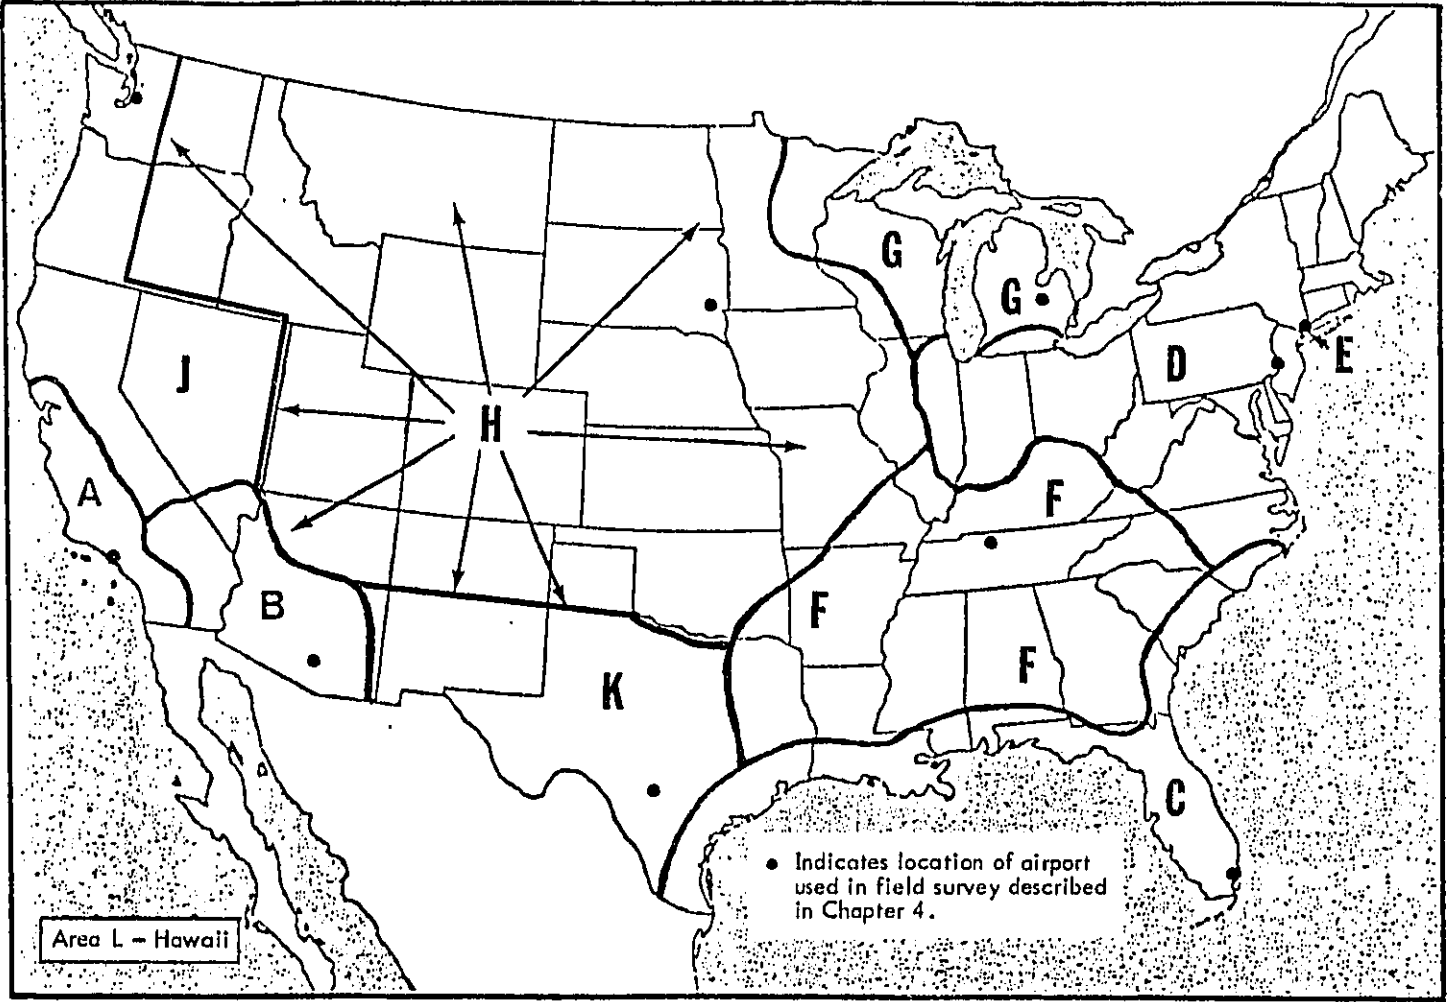 G
G
J
D
E
H
A
F
B
F
F
K
C
Indicates location of airport
used in field survey described
in Chapter 4.
Area L – Hawaii